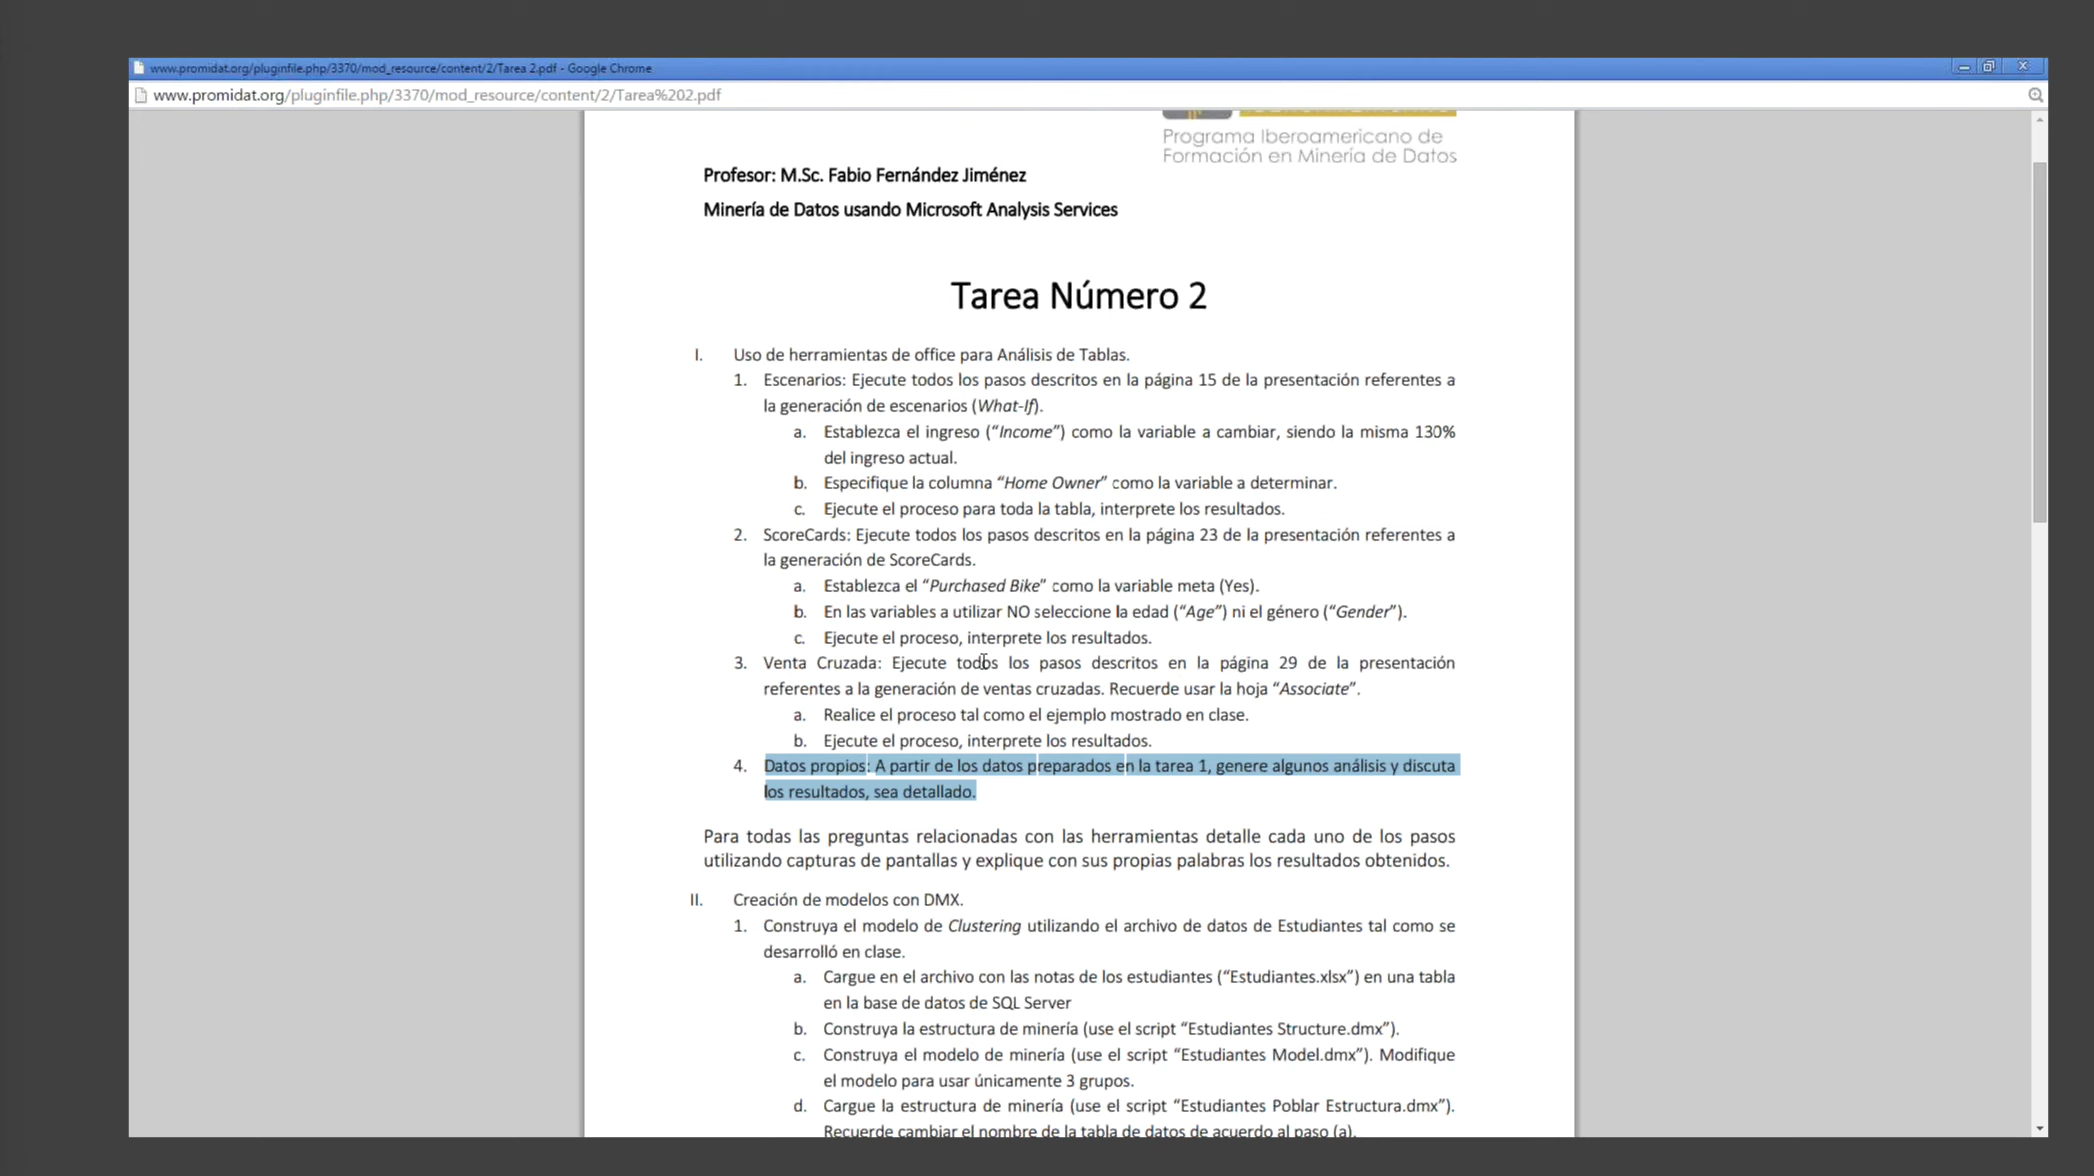 www.promidat.org/pluginfile.php/3370/mod_resource/content/2/Tarea 2.pdf - Google Chrome
www.promidat.org/pluginfile.php/3370/mod_resource/content/2/Tarea%202.pdf
Programa Iberoamericano de
Formación en Minería de Datos
Profesor: M.Sc. Fabio Fernández Jiménez
Minería de Datos usando Microsoft Analysis Services
Tarea Número 2
I. Uso de herramientas de office para Análisis de Tablas.
1. Escenarios: Ejecute todos los pasos descritos en la página 15 de la presentación referentes a
la generación de escenarios (What-If).
a. Establezca el ingreso (“Income”) como la variable a cambiar, siendo la misma 130%
del ingreso actual.
b. Especifique la columna “Home Owner” como la variable a determinar.
c. Ejecute el proceso para toda la tabla, interprete los resultados.
2. ScoreCards: Ejecute todos los pasos descritos en la página 23 de la presentación referentes a
la generación de ScoreCards.
a. Establezca el “Purchased Bike” como la variable meta (Yes).
b. En las variables a utilizar NO seleccione la edad (“Age”) ni el género (“Gender”).
c. Ejecute el proceso, interprete los resultados.
3. Venta Cruzada: Ejecute todos los pasos descritos en la página 29 de la presentación
referentes a la generación de ventas cruzadas. Recuerde usar la hoja “Associate”.
a. Realice el proceso tal como el ejemplo mostrado en clase.
b. Ejecute el proceso, interprete los resultados.
4. Datos propios: A partir de los datos preparados en la tarea 1, genere algunos análisis y discuta
los resultados, sea detallado.
Para todas las preguntas relacionadas con las herramientas detalle cada uno de los pasos
utilizando capturas de pantallas y explique con sus propias palabras los resultados obtenidos.
II. Creación de modelos con DMX.
1. Construya el modelo de Clustering utilizando el archivo de datos de Estudiantes tal como se
desarrolló en clase.
a. Cargue en el archivo con las notas de los estudiantes (“Estudiantes.xlsx”) en una tabla
en la base de datos de SQL Server
b. Construya la estructura de minería (use el script “Estudiantes Structure.dmx”).
c. Construya el modelo de minería (use el script “Estudiantes Model.dmx”). Modifique
el modelo para usar únicamente 3 grupos.
d. Cargue la estructura de minería (use el script “Estudiantes Poblar Estructura.dmx”).
Recuerde cambiar el nombre de la tabla de datos de acuerdo al paso (a).